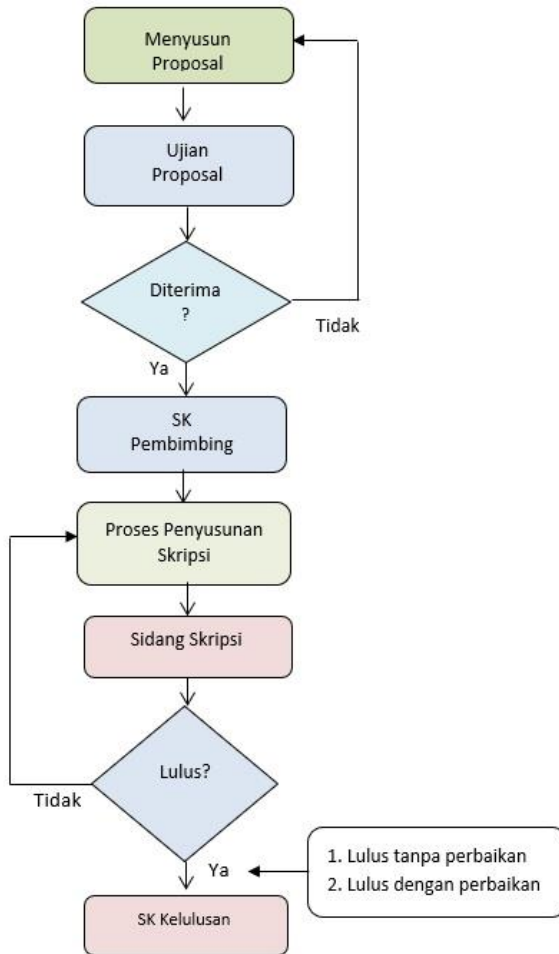 Menyusun
Proposal
Ujian
Proposal
Diterima
?
Tidak
Ya
SK
Pembimbing
Proses Penyusunan
Skripsi
Sidang Skripsi
Lulus?
Tidak
Ya
1. Lulus tanpa perbaikan
2. Lulus dengan perbaikan
SK Kelulusan